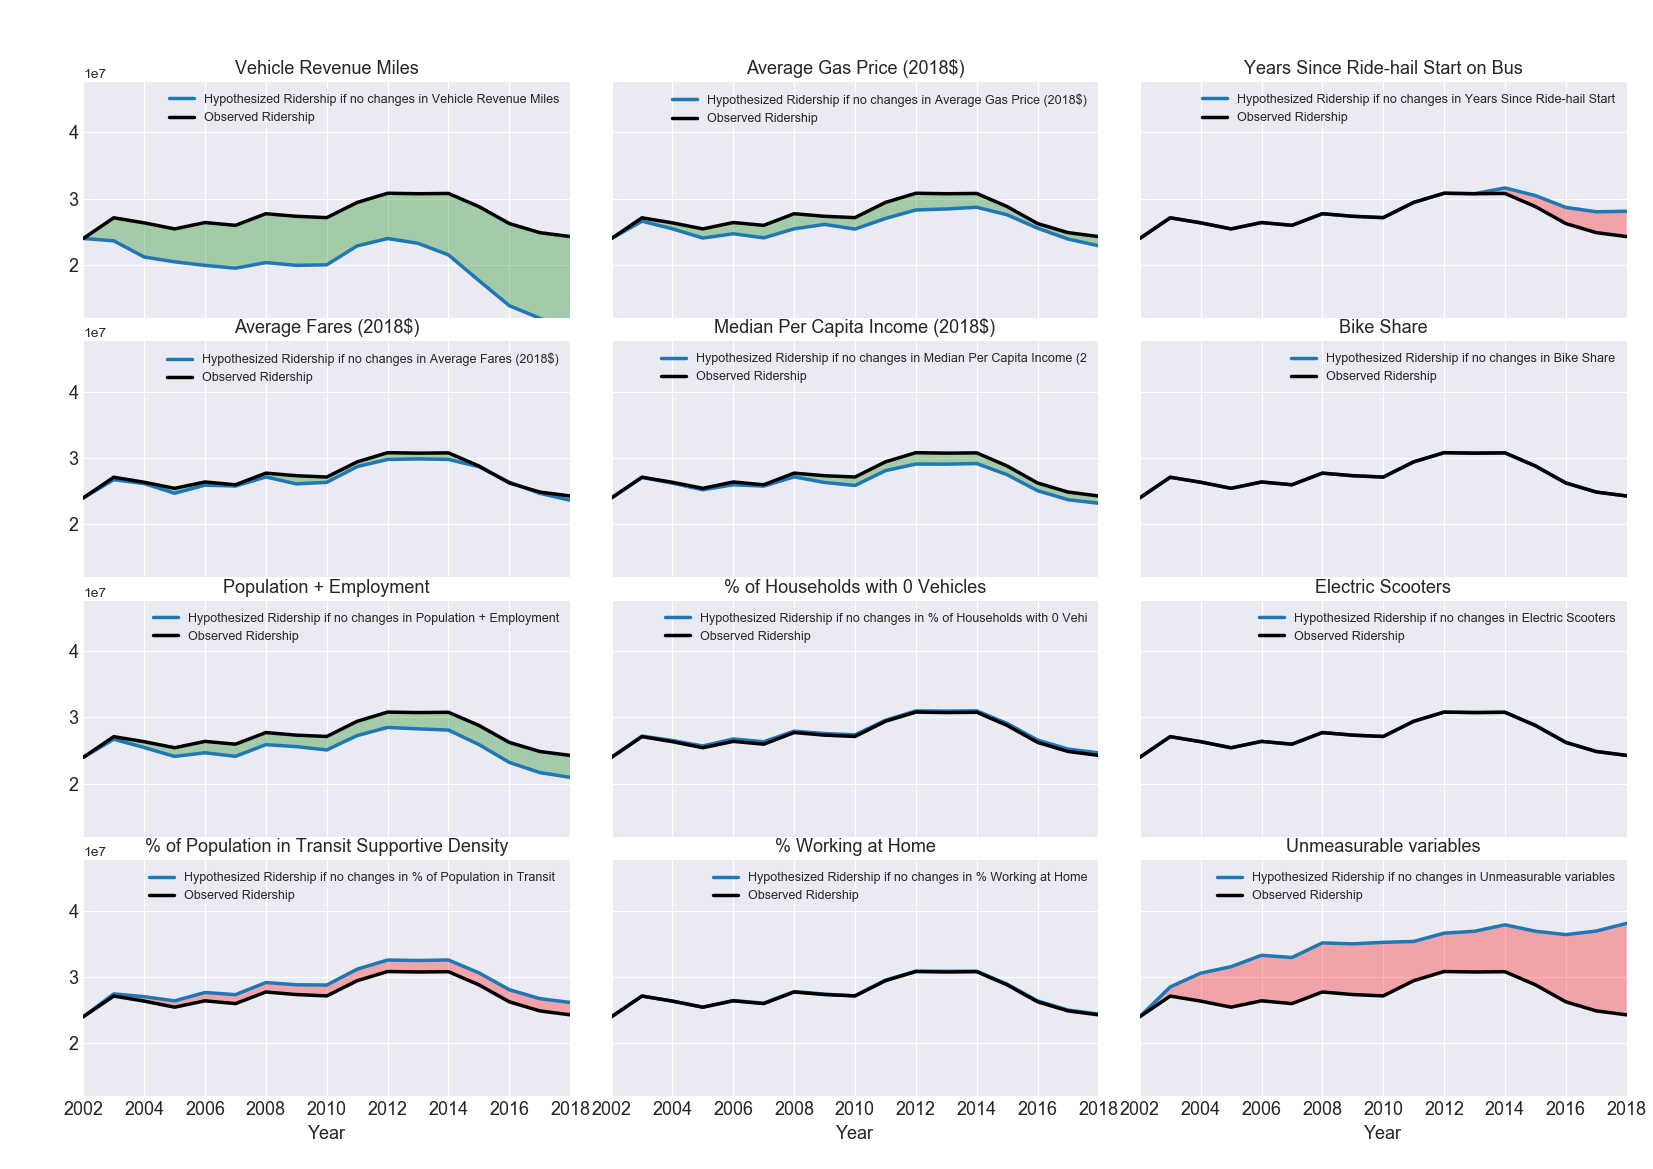 Vehicle Revenue Miles
1e7
Hypothesized Ridership if no changes in Vehicle Revenue Miles
Observed Ridership
4
3
2
Average Gas Price (2018$)
Hypothesized Ridership if no changes in Average Gas Price (2018$)
Observed Ridership
Years Since Ride-hail Start on Bus
Hypothesized Ridership if no changes in Years Since Ride-hail Start
Observed Ridership
Average Fares (2018$)
1e7
Hypothesized Ridership if no changes in Average Fares (2018$)
Observed Ridership
4
3
2
Median Per Capita Income (2018$)
Hypothesized Ridership if no changes in Median Per Capita Income (2
Observed Ridership
Bike Share
Hypothesized Ridership if no changes in Bike Share
Observed Ridership
Population + Employment
1e7
Hypothesized Ridership if no changes in Population + Employment
Observed Ridership
4
3
2
% of Households with 0 Vehicles
Hypothesized Ridership if no changes in % of Households with 0 Vehi
Observed Ridership
Electric Scooters
Hypothesized Ridership if no changes in Electric Scooters
Observed Ridership
% of Population in Transit Supportive Density
1e7
Hypothesized Ridership if no changes in % of Population in Transit
Observed Ridership
4
3
2
2002 2004 2006 2008 2010 2012 2014 2016 2018
Year
% Working at Home
Hypothesized Ridership if no changes in % Working at Home
Observed Ridership
2002 2004 2006 2008 2010 2012 2014 2016 2018
Year
Unmeasurable variables
Hypothesized Ridership if no changes in Unmeasurable variables
Observed Ridership
2002 2004 2006 2008 2010 2012 2014 2016 2018
Year